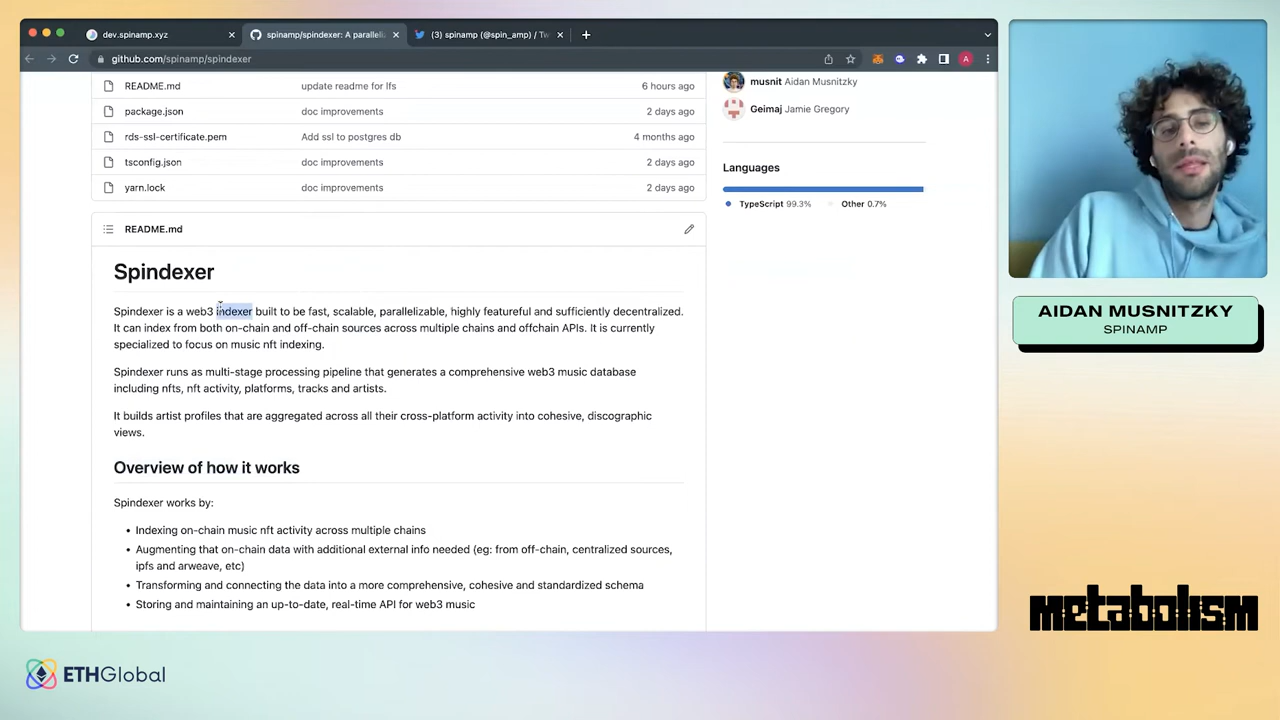 dev.spinamp.xyz
spinamp/spindexer: A paralleli
(3) spinamp (@spin_amp) / Tw
github.com/spinamp/spindexer
A
README.md update readme for lfs 6 hours ago
package.json doc improvements 2 days ago
rds-ssl-certificate.pem Add ssl to postgres db 4 months ago
tsconfig.json doc improvements 2 days ago
yarn.lock doc improvements 2 days ago
README.md
Spindexer
Spindexer is a web3 indexer built to be fast, scalable, parallelizable, highly featureful and sufficiently decentralized.
It can index from both on-chain and off-chain sources across multiple chains and offchain APIs. It is currently
specialized to focus on music nft indexing.
Spindexer runs as multi-stage processing pipeline that generates a comprehensive web3 music database
including nfts, nft activity, platforms, tracks and artists.
It builds artist profiles that are aggregated across all their cross-platform activity into cohesive, discographic
views.
Overview of how it works
Spindexer works by:
• Indexing on-chain music nft activity across multiple chains
• Augmenting that on-chain data with additional external info needed (eg: from off-chain, centralized sources,
ipfs and arweave, etc)
• Transforming and connecting the data into a more comprehensive, cohesive and standardized schema
• Storing and maintaining an up-to-date, real-time API for web3 music
musnit Aidan Musnitzky
Geimaj Jamie Gregory
Languages
TypeScript 99.3% Other 0.7%
AIDAN MUSNITZKY
SPINAMP
metabolism
ETHGlobal